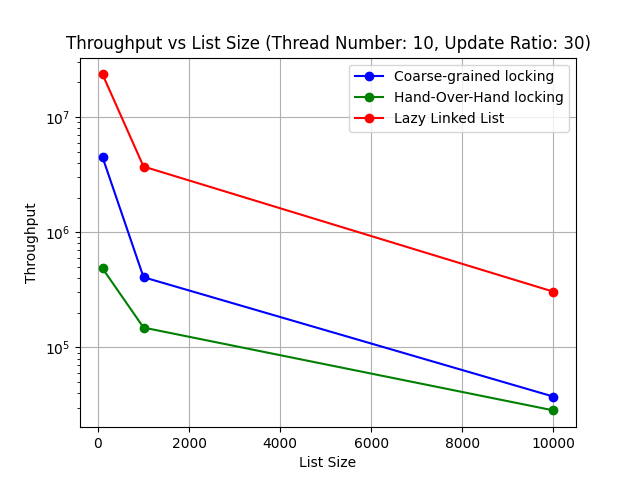 Throughput vs List Size (Thread Number: 10, Update Ratio: 30)
Coarse-grained locking
Hand-Over-Hand locking
Lazy Linked List
Throughput
10^7
10^6
10^5
0 2000 4000 6000 8000 10000
List Size